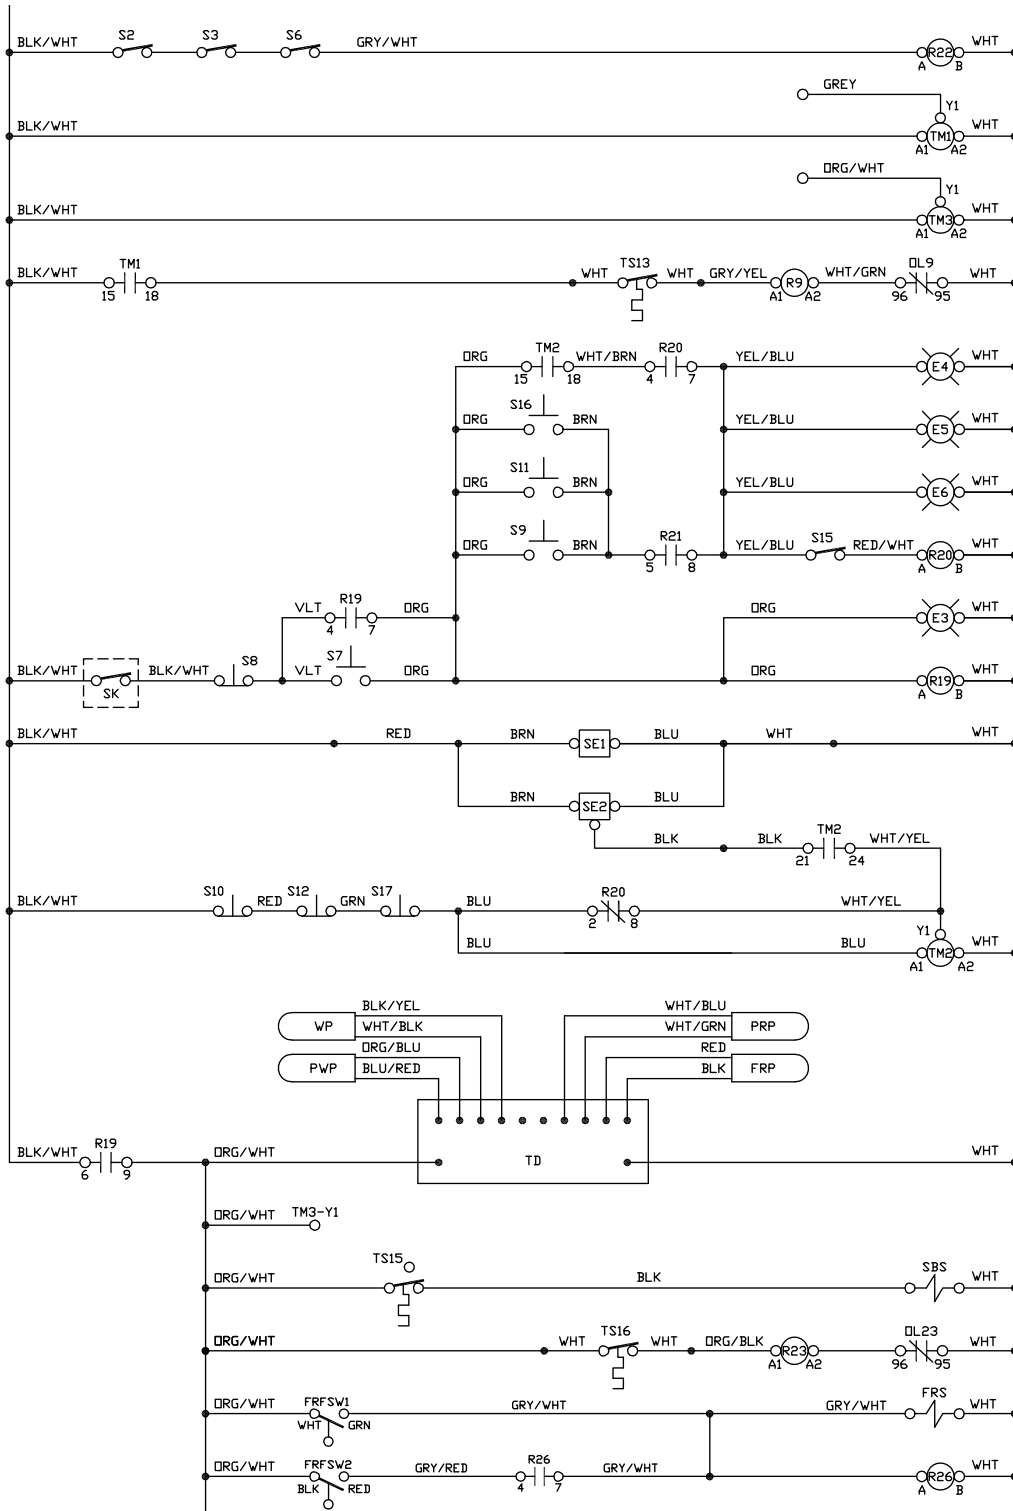 BLK/WHT S2 S3 S6 GRY/WHT R22 WHT
A B
GREY
Y1
BLK/WHT TM1 WHT
A1 A2
ORG/WHT
Y1
BLK/WHT TM3 WHT
A1 A2
BLK/WHT TM1 WHT TS13 WHT GRY/YEL R9 WHT/GRN OL9 WHT
15 18 A1 A2 96 95
ORG TM2 WHT/BRN R20 YEL/BLU E4 WHT
15 18 4 7
S16
ORG BRN YEL/BLU E5 WHT
S11
ORG BRN YEL/BLU E6 WHT
S9 R21 S15
ORG BRN YEL/BLU RED/WHT R20 WHT
5 8 A B
VLT R19 ORG ORG E3 WHT
4 7
BLK/WHT BLK/WHT S8 VLT S7 ORG ORG R19 WHT
SK A B
BLK/WHT RED BRN SE1 BLU WHT WHT
BRN SE2 BLU
BLK BLK TM2 WHT/YEL
21 24
BLK/WHT S10 RED S12 GRN S17 BLU R20 WHT/YEL
2 8 Y1
BLU BLU TM2 WHT
A1 A2
BLK/YEL WHT/BLU
WP WHT/BLK WHT/GRN PRP
ORG/BLU RED
PWP BLU/RED BLK FRP
BLK/WHT R19 ORG/WHT TD WHT
6 9
ORG/WHT TM3-Y1
TS15
ORG/WHT BLK SBS WHT
ORG/WHT WHT TS16 WHT ORG/BLK R23 OL23 WHT
A1 A2 96 95
ORG/WHT FRFSW1 GRY/WHT GRY/WHT FRS WHT
WHT GRN
ORG/WHT FRFSW2 GRY/RED R26 GRY/WHT R26 WHT
BLK RED 4 7 A B